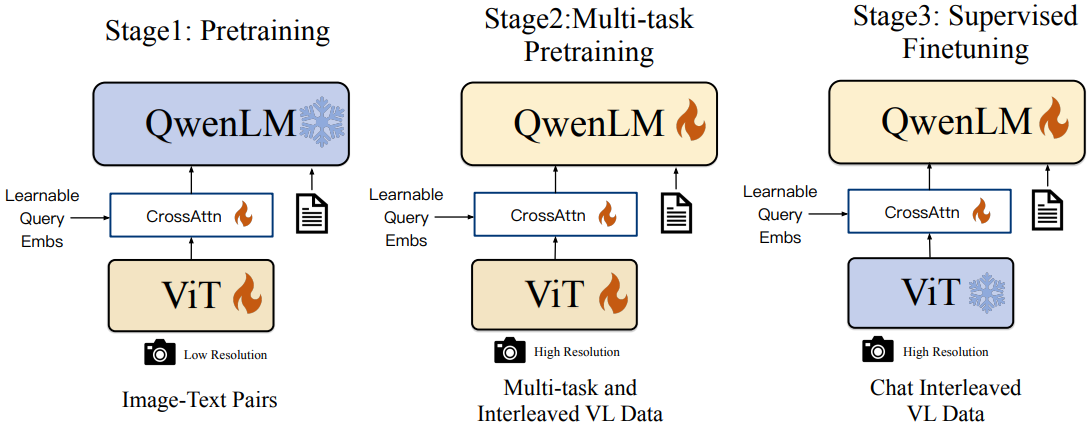 Stage1: Pretraining
QwenLM
Learnable
Query
Embs
CrossAttn
ViT
Low Resolution
Image-Text Pairs
Stage2:Multi-task
Pretraining
QwenLM
Learnable
Query
Embs
CrossAttn
ViT
High Resolution
Multi-task and
Interleaved VL Data
Stage3: Supervised
Finetuning
QwenLM
Learnable
Query
Embs
CrossAttn
ViT
High Resolution
Chat Interleaved
VL Data